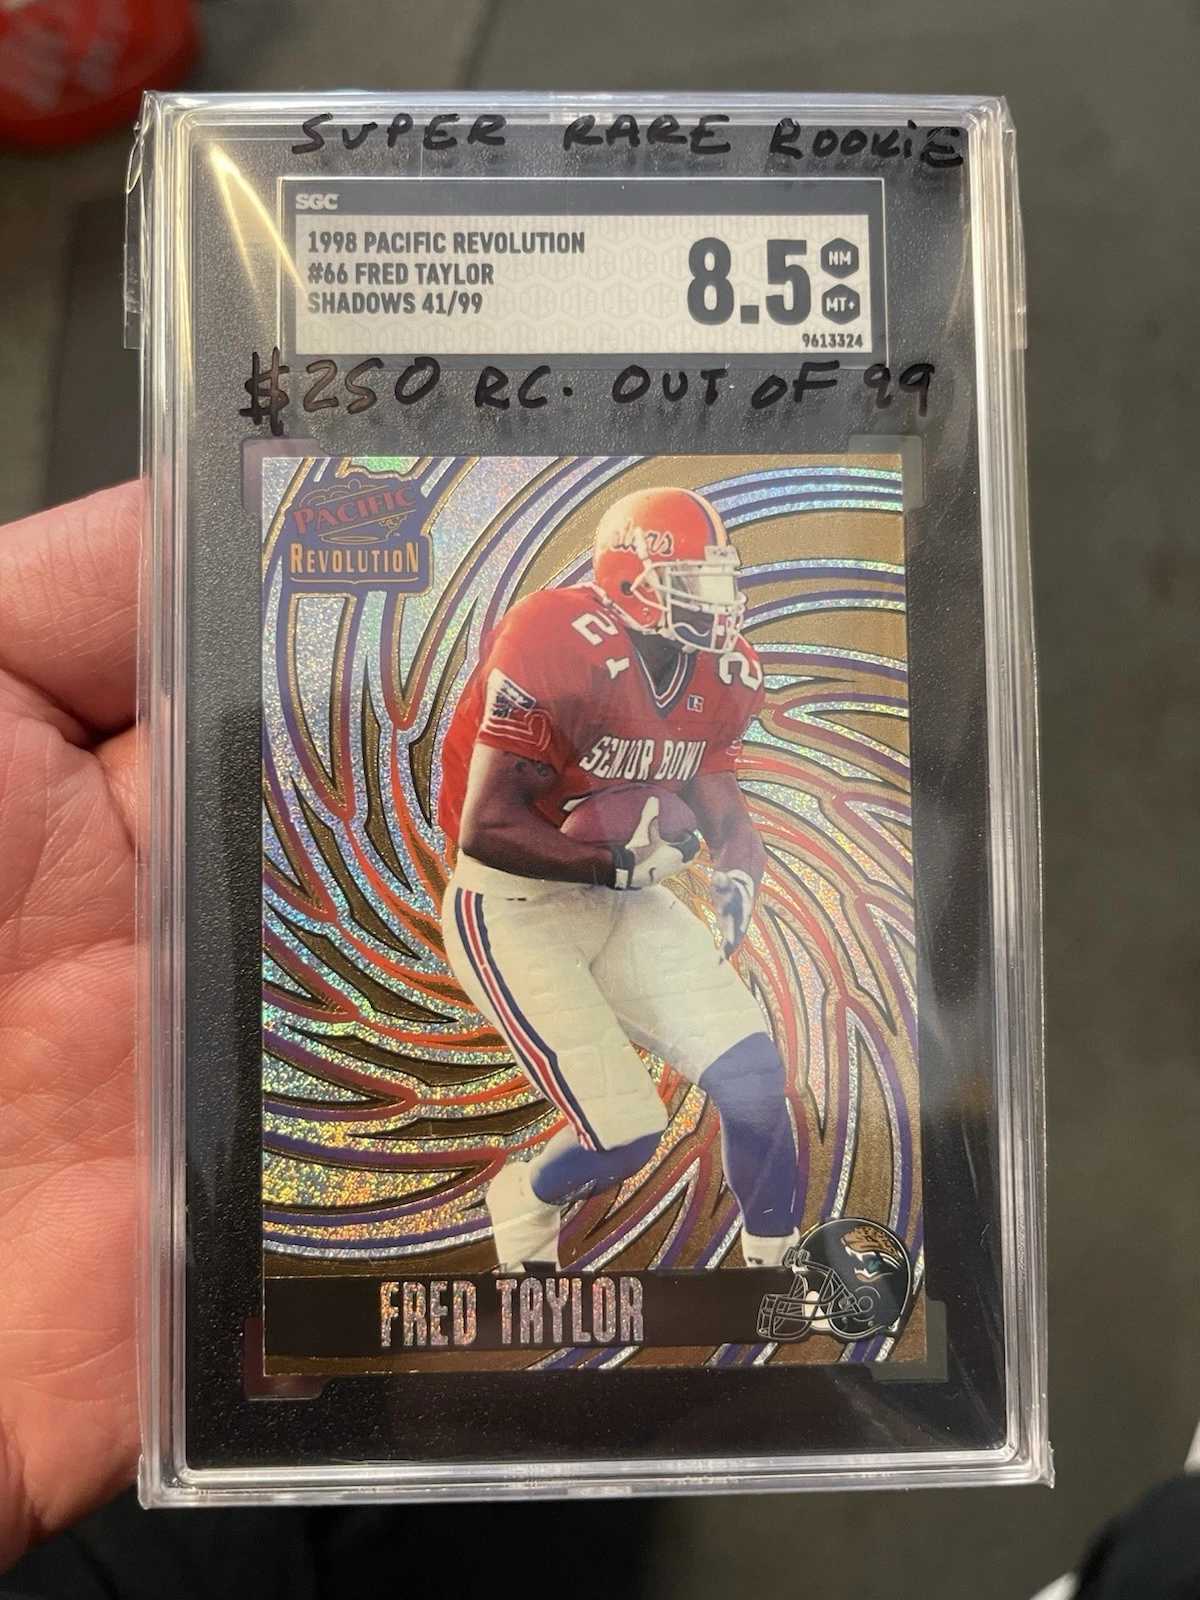 SUPER RARE ROOKiE
SGC
1998 PACIFIC REVOLUTION
#66 FRED TAYLOR
SHADOWS 41/99
8.5
NM
MT+
9613324
$250 RC. OUT OF 99
PACIFIC
REVOLUTION
21
2
SENIOR BOWL
FRED TAYLOR